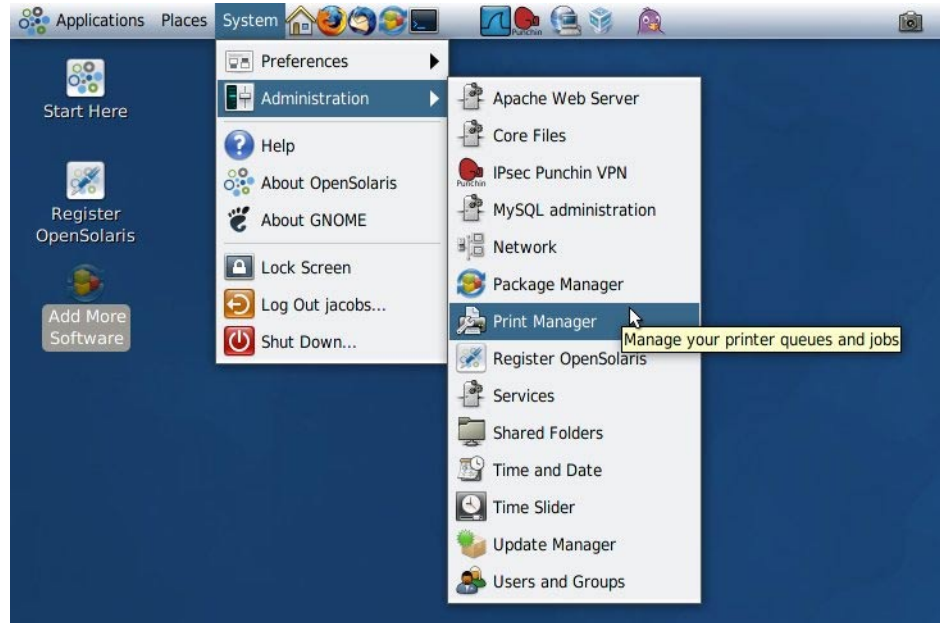 Applications Places System
Punchin
Start Here
Register
OpenSolaris
Add More
Software
Preferences
Administration
Help
About OpenSolaris
About GNOME
Lock Screen
Log Out jacobs...
Shut Down...
Apache Web Server
Core Files
Punchin
IPsec Punchin VPN
MySQL administration
Network
Package Manager
Print Manager
Manage your printer queues and jobs
Register OpenSolaris
Services
Shared Folders
Time and Date
Time Slider
Update Manager
Users and Groups